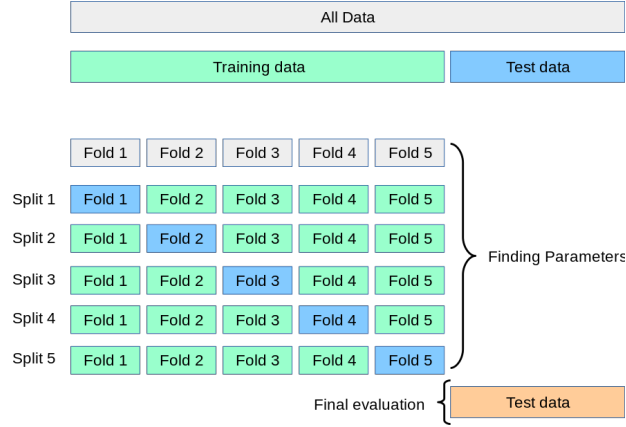 All Data
Training data Test data
Fold 1 Fold 2 Fold 3 Fold 4 Fold 5
Split 1 Fold 1 Fold 2 Fold 3 Fold 4 Fold 5
Split 2 Fold 1 Fold 2 Fold 3 Fold 4 Fold 5
Finding Parameters
Split 3 Fold 1 Fold 2 Fold 3 Fold 4 Fold 5
Split 4 Fold 1 Fold 2 Fold 3 Fold 4 Fold 5
Split 5 Fold 1 Fold 2 Fold 3 Fold 4 Fold 5
Final evaluation Test data